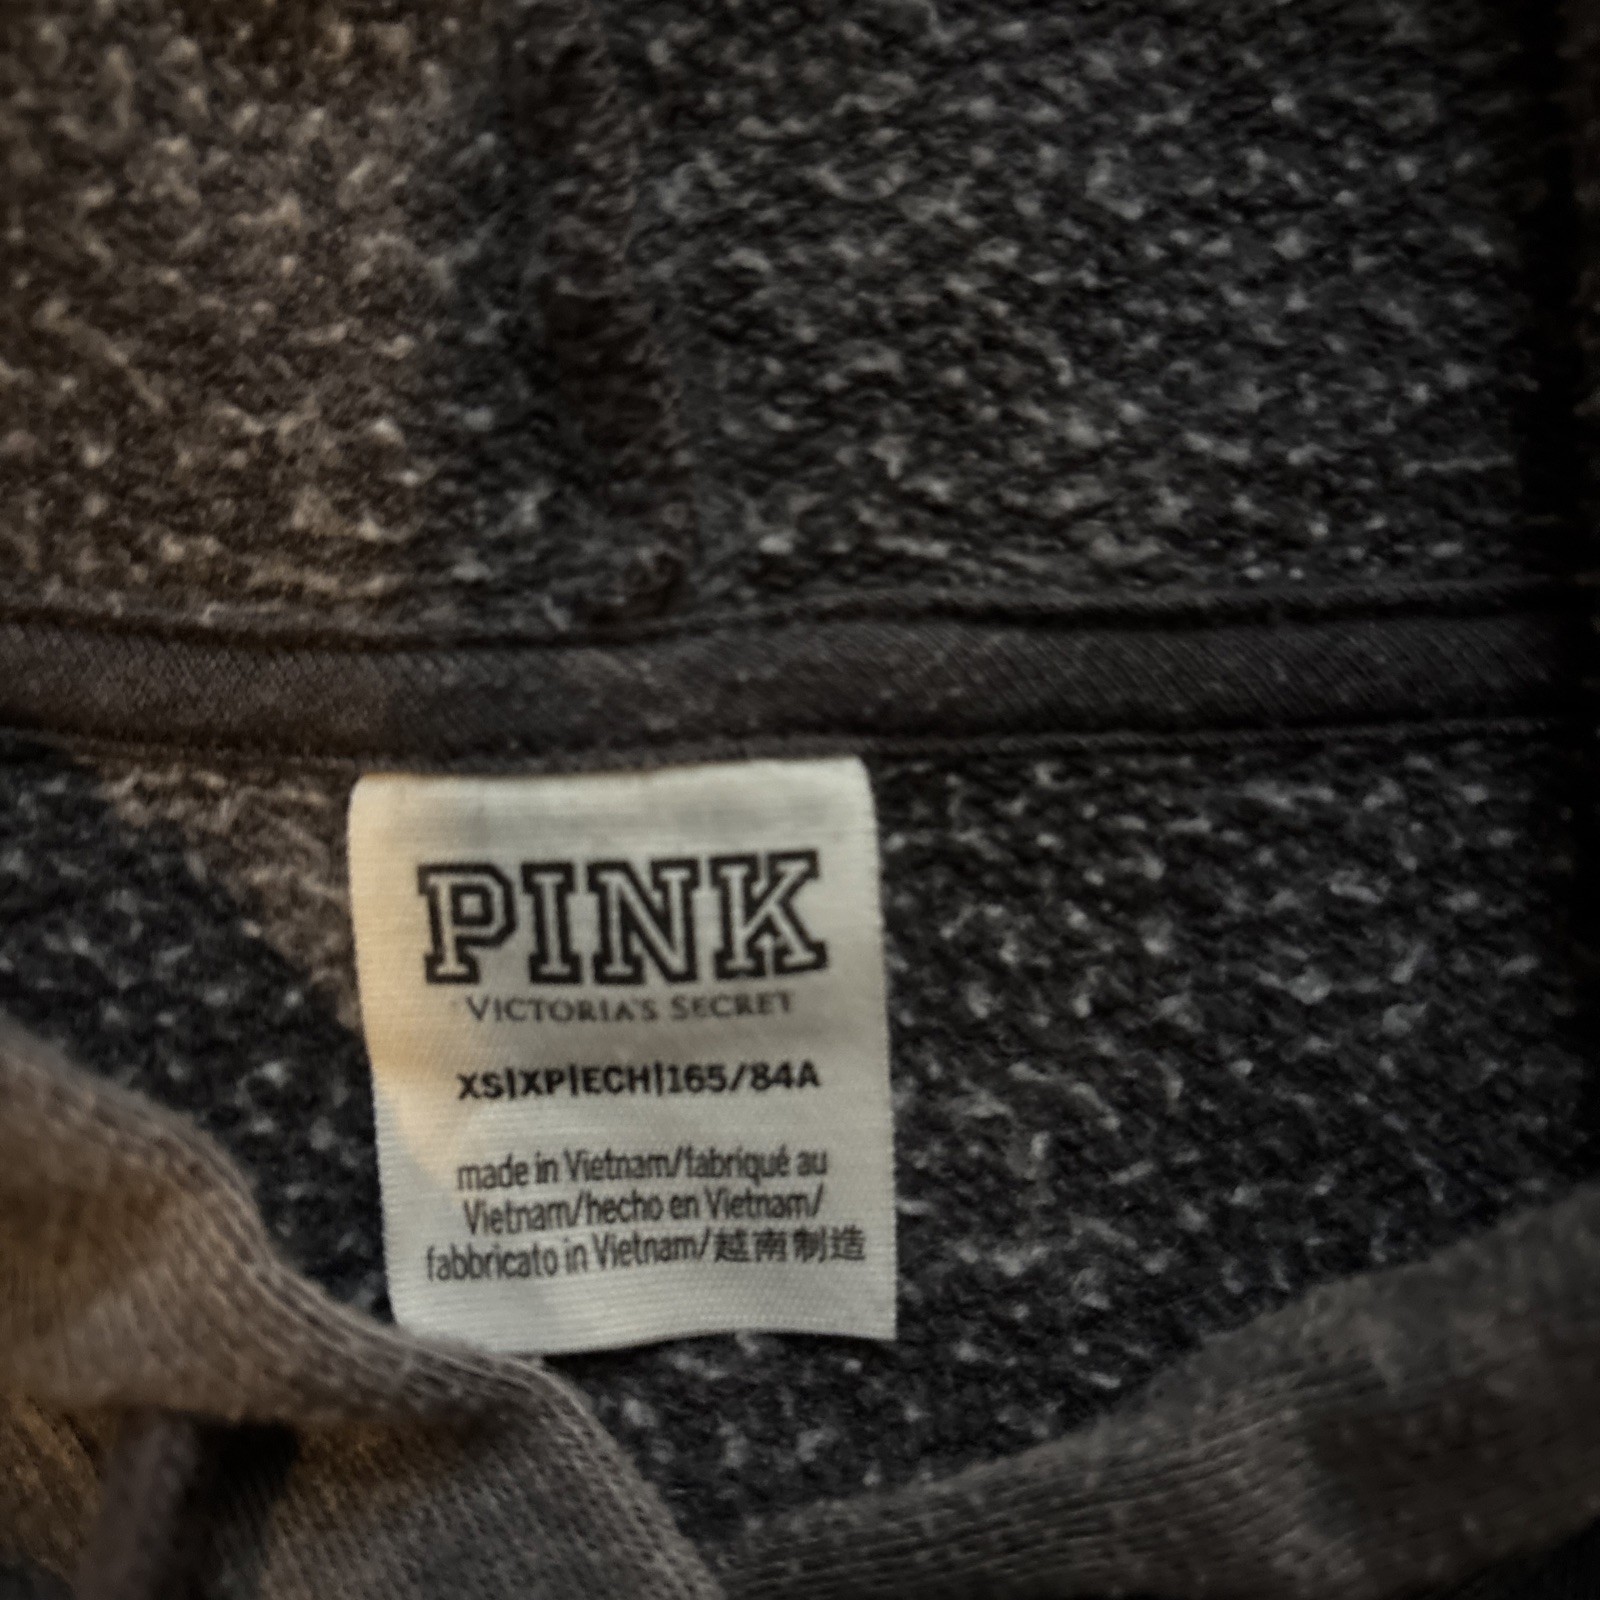 PINK
VICTORIA'S SECRET
XS|XP|ECH|165/84A
made in Vietnam/fabriqué au
Vietnam/hecho en Vietnam/
fabbricato in Vietnam/越南制造